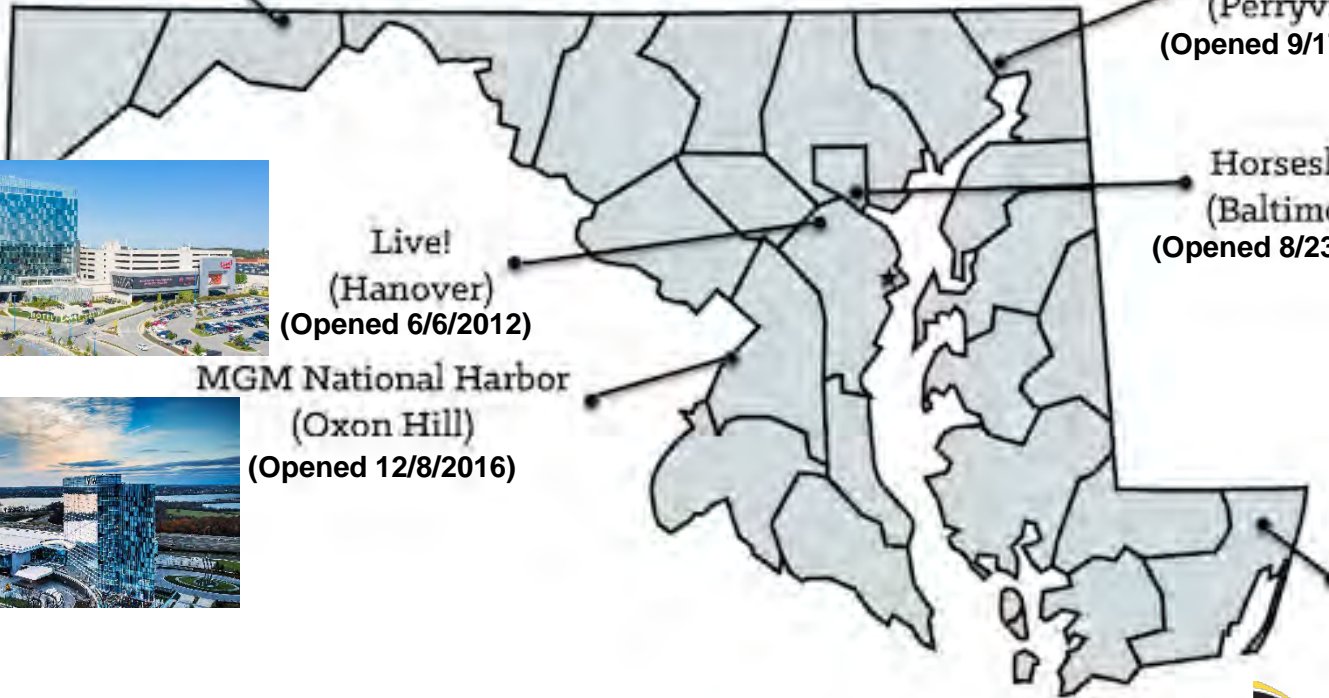 (Perryv
(Opened 9/1
Horses
(Baltim
(Opened 8/23
Live!
(Hanover)
(Opened 6/6/2012)
MGM National Harbor
(Oxon Hill)
(Opened 12/8/2016)